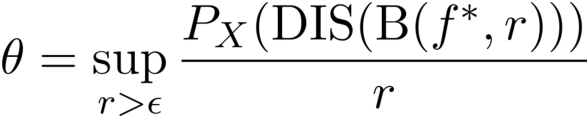 θ = sup_{r>ϵ} P_X(DIS(B(f*, r))) / r